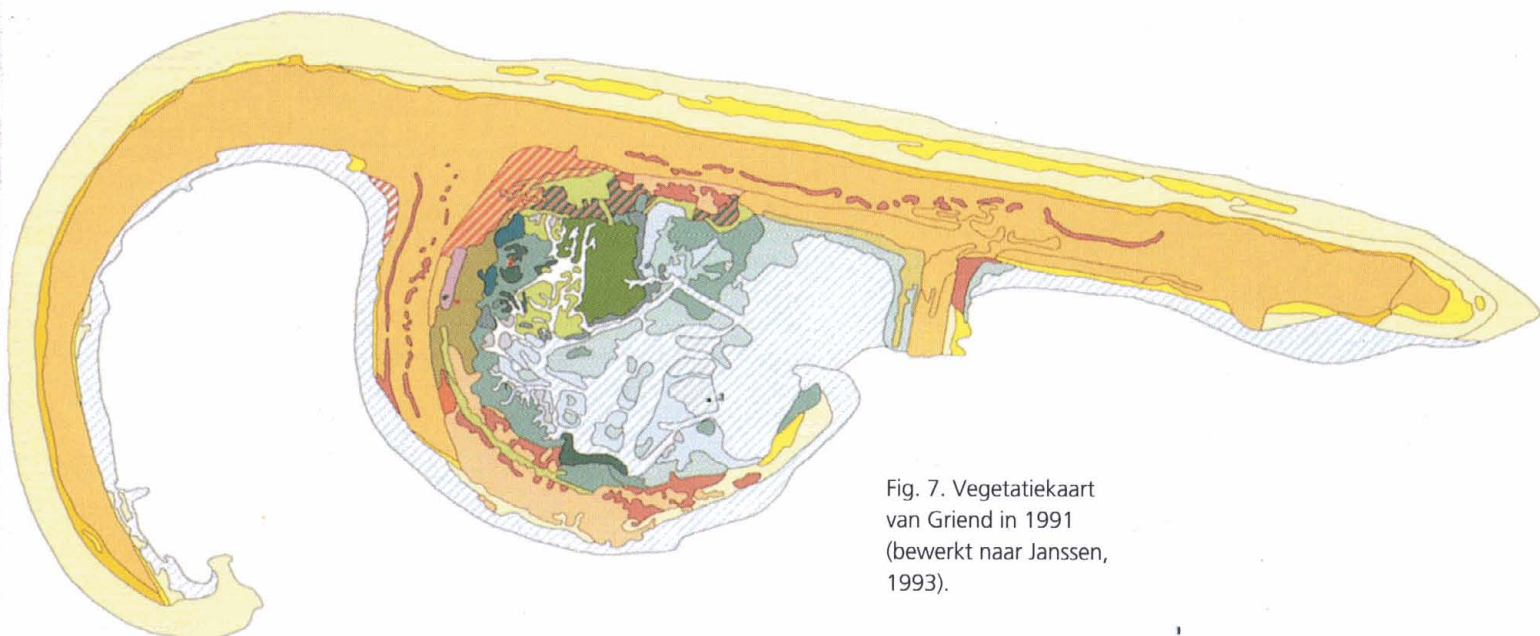 Fig. 7. Vegetatiekaart
van Griend in 1991
(bewerkt naar Janssen,
1993).